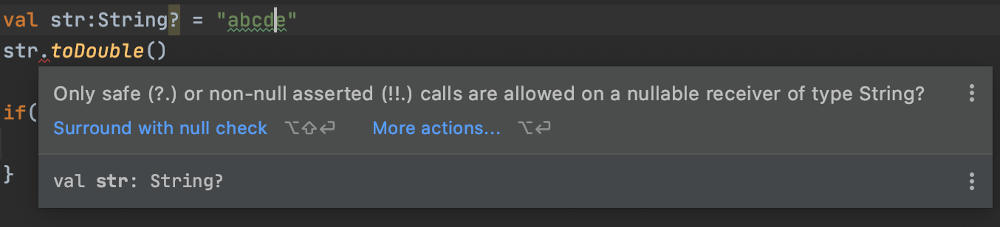 val str:String? = "abcde"
str.toDouble()
Only safe (?.) or non-null asserted (!!.) calls are allowed on a nullable receiver of type String?
if(
Surround with null check ⌥⇧⏎ More actions... ⌥⏎
}
val str: String?